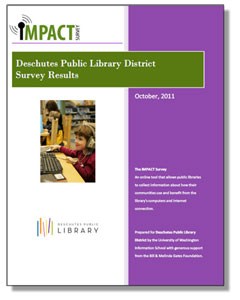 iMPACT
SURVEY
Deschutes Public Library District
Survey Results
October, 2011
The IMPACT Survey
An online tool that allows public libraries
to collect information about how their
communities use and benefit from the
library's computers and internet
connection.
DESCHUTES PUBLIC
LIBRARY
Prepared for Deschutes Public Library
District by the University of Washington
Information School with generous support
from the Bill & Melinda Gates Foundation.